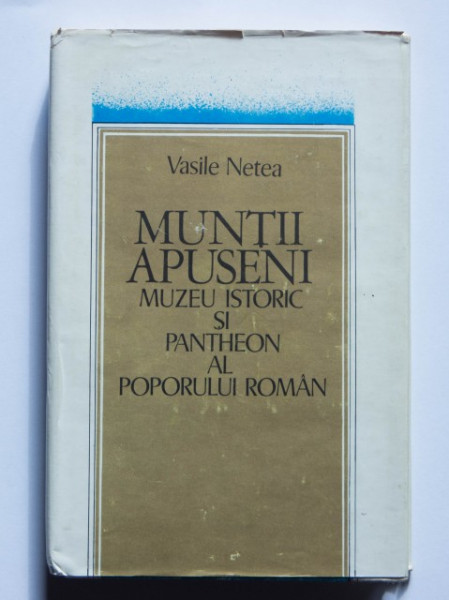 Vasile Netea
MUNȚII
APUSENI
MUZEU ISTORIC
ȘI
PANTHEON
AL
POPORULUI ROMÂN